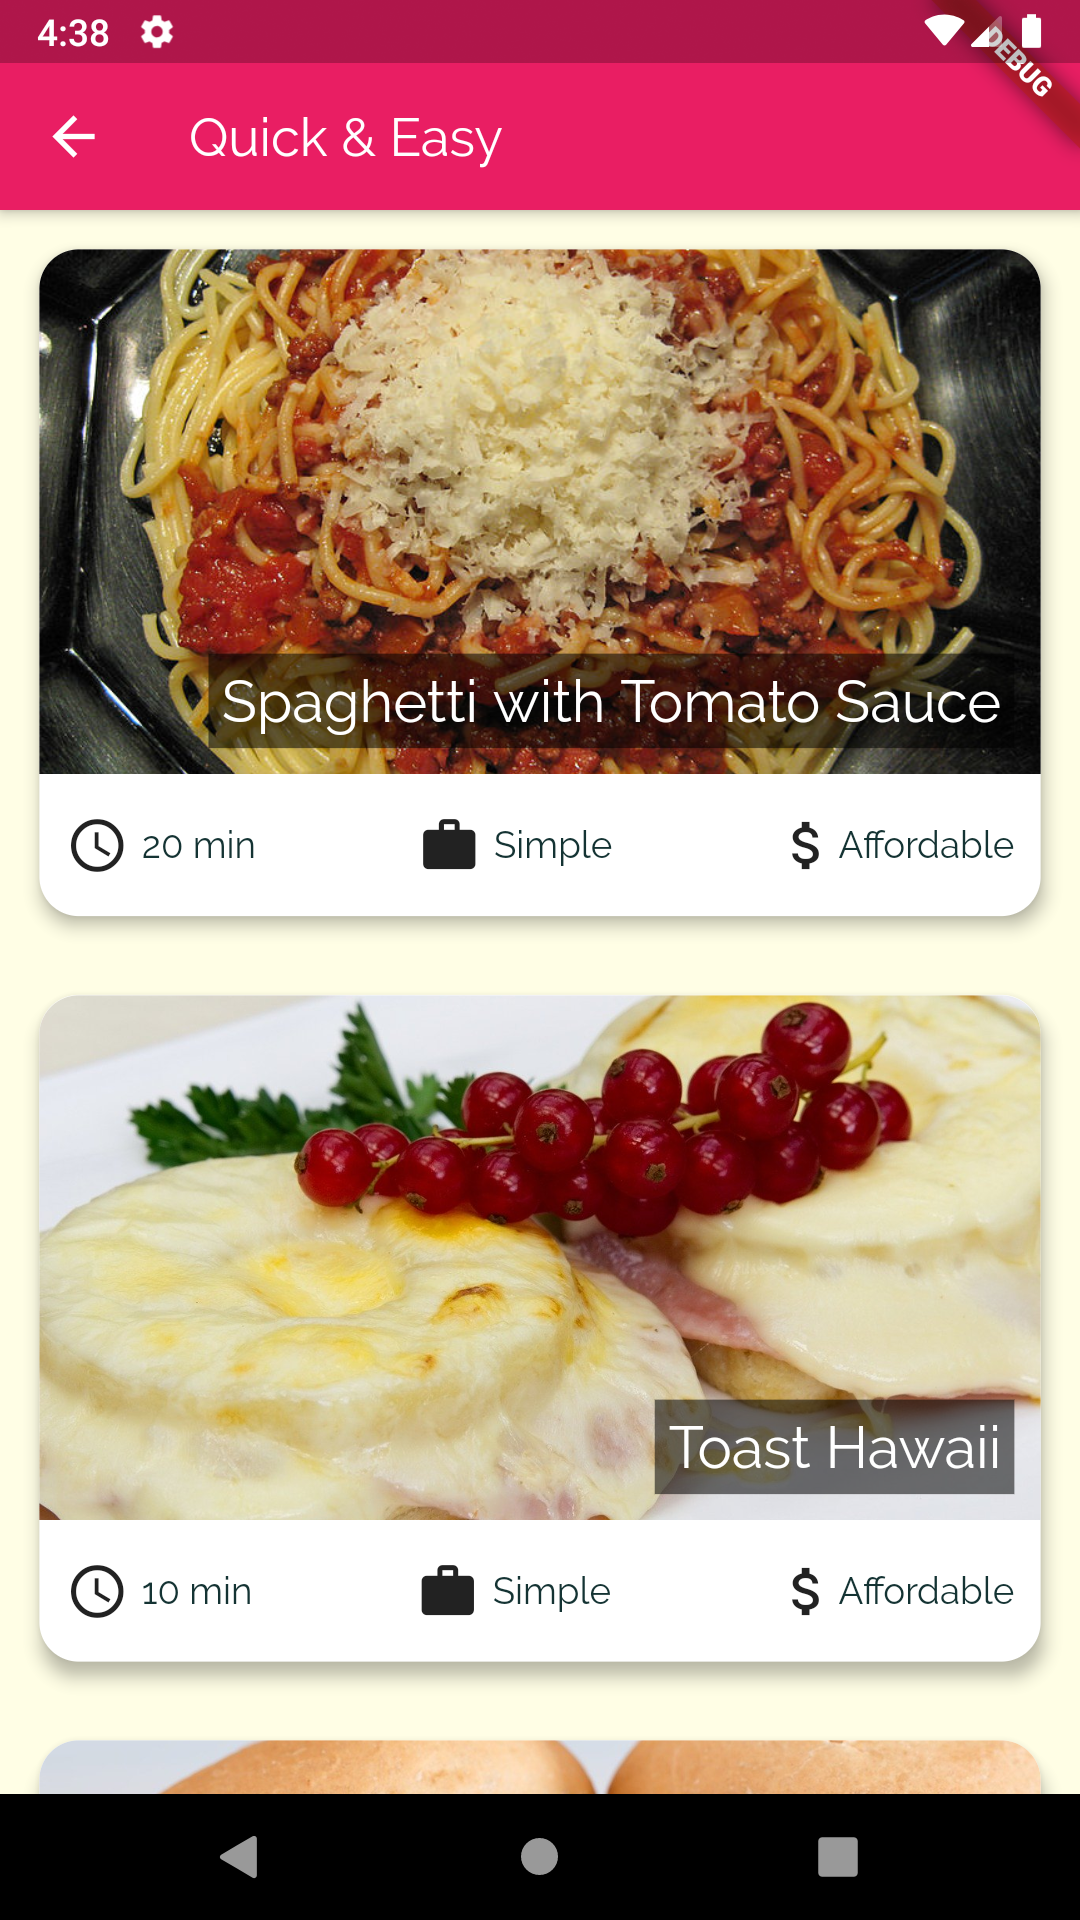 4:38
DEBUG
Quick & Easy
Spaghetti with Tomato Sauce
20 min Simple $ Affordable
Toast Hawaii
10 min Simple $ Affordable